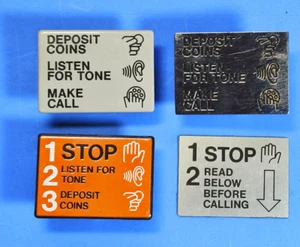 DEPOSIT
COINS
LISTEN
FOR TONE
MAKE
CALL
DEPOSIT
COINS
LISTEN
FOR TONE
MAKE
CALL
1 STOP
2 LISTEN FOR
TONE
3 DEPOSIT
COINS
1 STOP
2 READ
BELOW
BEFORE
CALLING